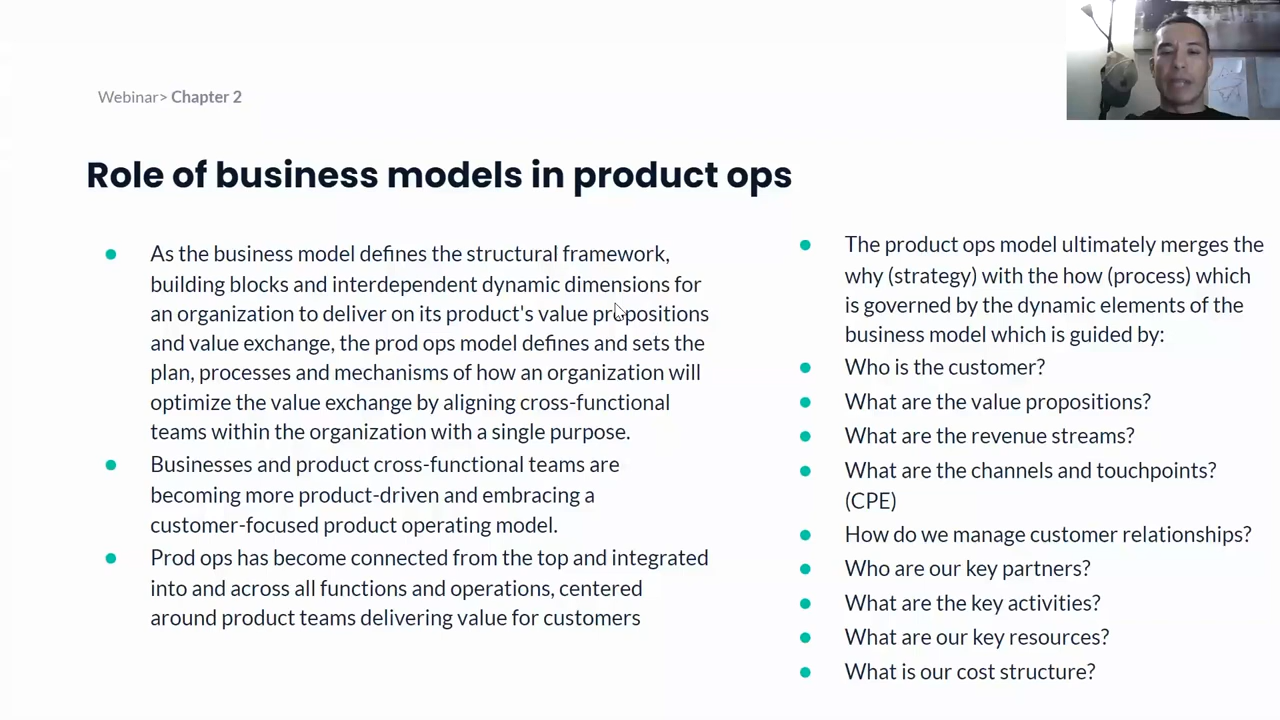 Webinar> Chapter 2
Role of business models in product ops
As the business model defines the structural framework,
building blocks and interdependent dynamic dimensions for
an organization to deliver on its product's value propositions
and value exchange, the prod ops model defines and sets the
plan, processes and mechanisms of how an organization will
optimize the value exchange by aligning cross-functional
teams within the organization with a single purpose.
Businesses and product cross-functional teams are
becoming more product-driven and embracing a
customer-focused product operating model.
Prod ops has become connected from the top and integrated
into and across all functions and operations, centered
around product teams delivering value for customers
The product ops model ultimately merges the
why (strategy) with the how (process) which
is governed by the dynamic elements of the
business model which is guided by:
Who is the customer?
What are the value propositions?
What are the revenue streams?
What are the channels and touchpoints?
(CPE)
How do we manage customer relationships?
Who are our key partners?
What are the key activities?
What are our key resources?
What is our cost structure?